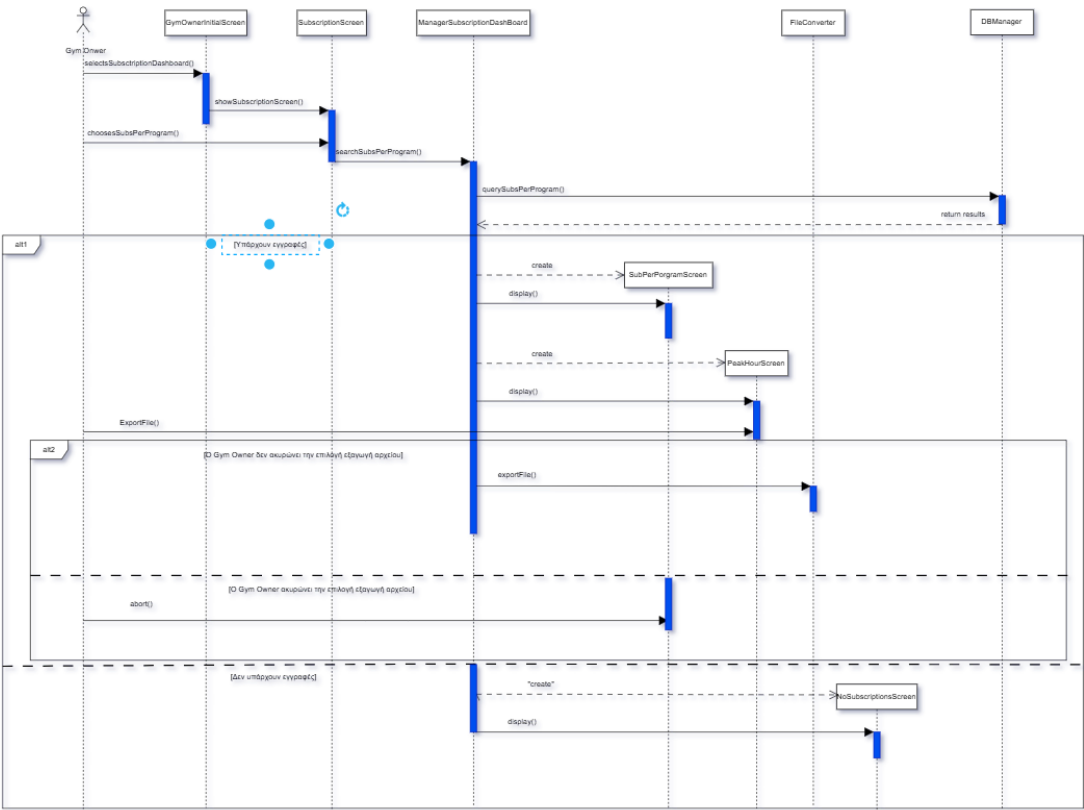 GymOwnerInitialScreen
SubscriptionScreen
ManagerSubscriptionDashBoard
FileConverter
DBManager
Gym Onwer
selectsSubsctriptionDashboard()
showSubscriptionScreen()
choosesSubsPerProgram()
searchSubsPerProgram()
querySubsPerProgram()
return results
alt1
[Υπάρχουν εγγραφές]
create
SubPerPorgramScreen
display()
create
PeakHourScreen
display()
ExportFile()
alt2
[Ο Gym Owner δεν ακυρώνει την επιλογή εξαγωγή αρχείου]
exportFile()
[Ο Gym Owner ακυρώνει την επιλογή εξαγωγή αρχείου]
abort()
[Δεν υπάρχουν εγγραφές]
"create"
NoSubscriptionsScreen
display()